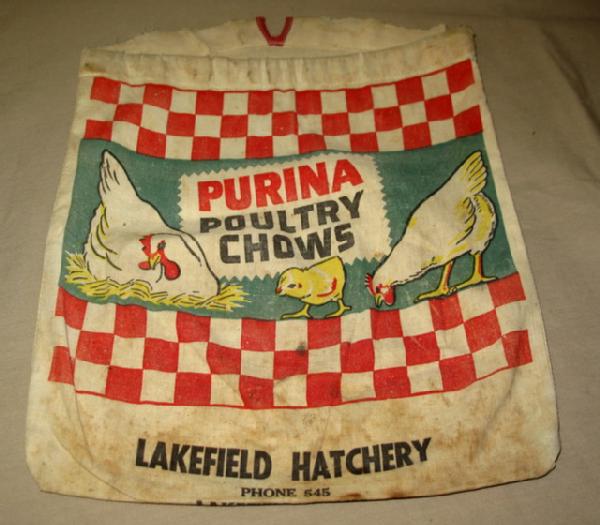 PURINA
POULTRY
CHOWS
LAKEFIELD HATCHERY
PHONE 545